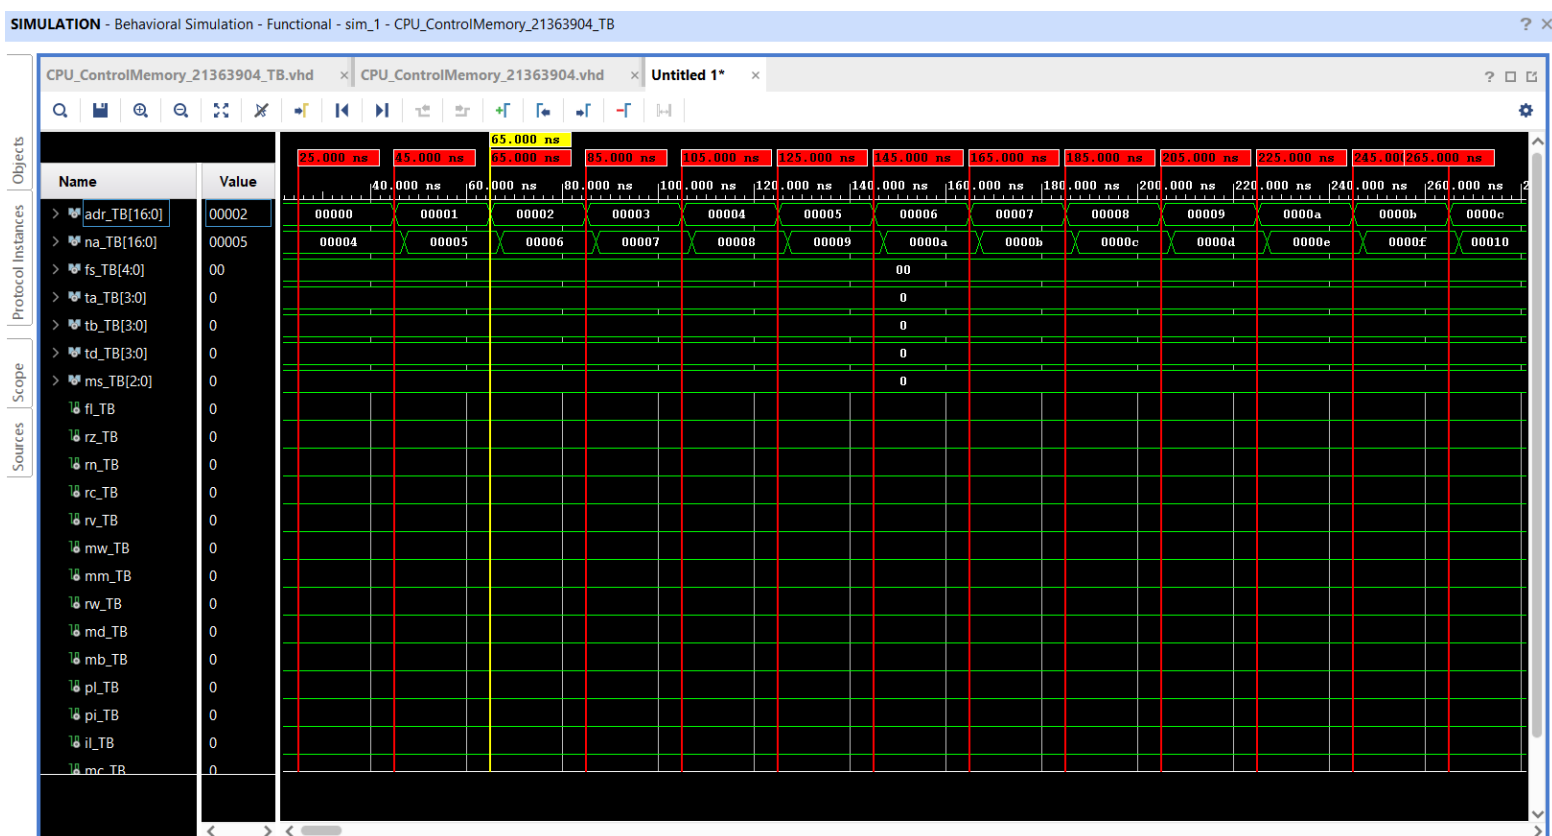 SIMULATION - Behavioral Simulation - Functional - sim_1 - CPU_ControlMemory_21363904_TB
CPU_ControlMemory_21363904_TB.vhd × CPU_ControlMemory_21363904.vhd × Untitled 1* ×
Objects
Protocol Instances
Scope
Sources
65.000 ns
25.000 ns 45.000 ns 65.000 ns 85.000 ns 105.000 ns 125.000 ns 145.000 ns 165.000 ns 185.000 ns 205.000 ns 225.000 ns 245.00 265.000 ns
Name Value
40.000 ns 60.000 ns 80.000 ns 100.000 ns 120.000 ns 140.000 ns 160.000 ns 180.000 ns 200.000 ns 220.000 ns 240.000 ns 260.000 ns 2
adr_TB[16:0] 00002 00000 00001 00002 00003 00004 00005 00006 00007 00008 00009 0000a 0000b 0000c
na_TB[16:0] 00005 00004 00005 00006 00007 00008 00009 0000a 0000b 0000c 0000d 0000e 0000f 00010
fs_TB[4:0] 00 00
ta_TB[3:0] 0 0
tb_TB[3:0] 0 0
td_TB[3:0] 0 0
ms_TB[2:0] 0 0
fl_TB 0
rz_TB 0
rn_TB 0
rc_TB 0
rv_TB 0
mw_TB 0
mm_TB 0
rw_TB 0
md_TB 0
mb_TB 0
pl_TB 0
pi_TB 0
il_TB 0
mc_TB 0